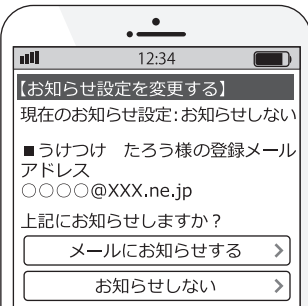 12:34
【お知らせ設定を変更する】
現在のお知らせ設定:お知らせしない
■うけつけ　たろう様の登録メール
アドレス
○○○○@XXX.ne.jp
上記にお知らせしますか？
メールにお知らせする >
お知らせしない >